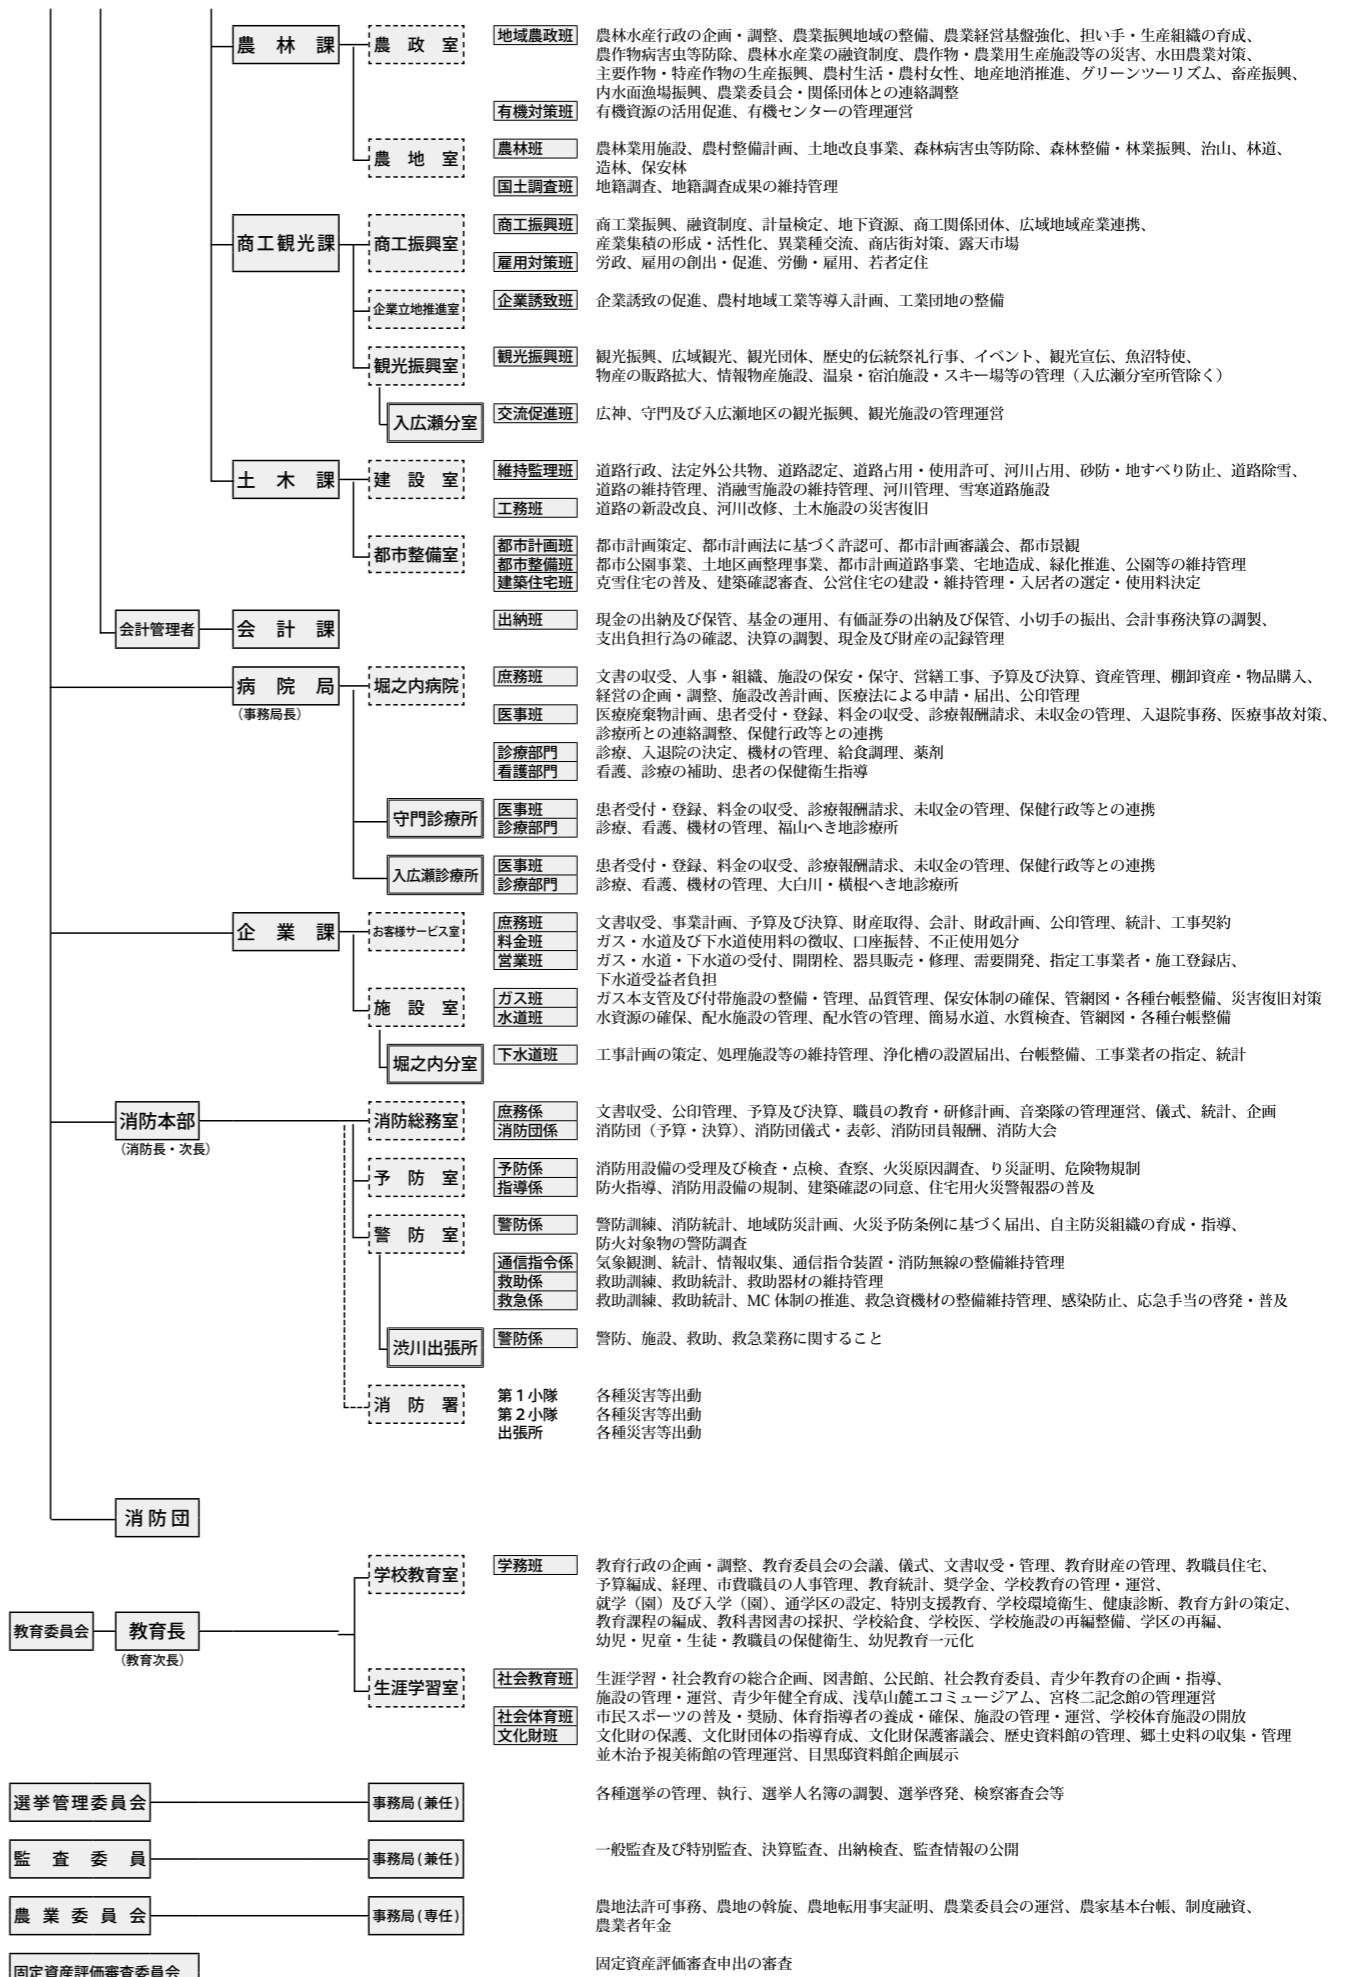 農林課 農政室 地域農政班 農林水産行政の企画・調整、農業振興地域の整備、農業経営基盤強化、担い手・生産組織の育成、
農作物病害虫等防除、農林水産業の融資制度、農作物・農業用生産施設等の災害、水田農業対策、
主要作物・特産作物の生産振興、農村生活・農村女性、地産地消推進、グリーンツーリズム、畜産振興、
内水面漁場振興、農業委員会・関係団体との連絡調整
有機対策班 有機資源の活用促進、有機センターの管理運営
農地室 農林班 農林業用施設、農村整備計画、土地改良事業、森林病害虫等防除、森林整備・林業振興、治山、林道、
造林、保安林
国土調査班 地籍調査、地籍調査成果の維持管理
商工観光課 商工振興室 商工振興班 商工業振興、融資制度、計量検定、地下資源、商工関係団体、広域地域産業連携、
産業集積の形成・活性化、異業種交流、商店街対策、露天市場
雇用対策班 労政、雇用の創出・促進、労働・雇用、若者定住
企業立地推進室 企業誘致班 企業誘致の促進、農村地域工業等導入計画、工業団地の整備
観光振興室 観光振興班 観光振興、広域観光、観光団体、歴史的伝統祭礼行事、イベント、観光宣伝、魚沼特使、
物産の販路拡大、情報物産施設、温泉・宿泊施設・スキー場等の管理（入広瀬分室所管除く）
入広瀬分室 交流促進班 広神、守門及び入広瀬地区の観光振興、観光施設の管理運営
土木課 建設室 維持監理班 道路行政、法定外公共物、道路認定、道路占用・使用許可、河川占用、砂防・地すべり防止、道路除雪、
道路の維持管理、消融雪施設の維持管理、河川管理、雪寒道路施設
工務班 道路の新設改良、河川改修、土木施設の災害復旧
都市整備室 都市計画班 都市計画策定、都市計画法に基づく許認可、都市計画審議会、都市景観
都市整備班 都市公園事業、土地区画整理事業、都市計画道路事業、宅地造成、緑化推進、公園等の維持管理
建築住宅班 克雪住宅の普及、建築確認審査、公営住宅の建設・維持管理・入居者の選定・使用料決定
会計管理者 会計課 出納班 現金の出納及び保管、基金の運用、有価証券の出納及び保管、小切手の振出、会計事務決算の調製、
支出負担行為の確認、決算の調製、現金及び財産の記録管理
病院局 堀之内病院 庶務班 文書の収受、人事・組織、施設の保安・保守、営繕工事、予算及び決算、資産管理、棚卸資産・物品購入、
（事務局長） 経営の企画・調整、施設改善計画、医療法による申請・届出、公印管理
医事班 医療廃棄物計画、患者受付・登録、料金の収受、診療報酬請求、未収金の管理、入退院事務、医療事故対策、
診療所との連絡調整、保健行政等との連携
診療部門 診療、入退院の決定、機材の管理、給食調理、薬剤
看護部門 看護、診療の補助、患者の保健衛生指導
守門診療所 医事班 患者受付・登録、料金の収受、診療報酬請求、未収金の管理、保健行政等との連携
診療部門 診療、看護、機材の管理、福山へき地診療所
入広瀬診療所 医事班 患者受付・登録、料金の収受、診療報酬請求、未収金の管理、保健行政等との連携
診療部門 診療、看護、機材の管理、大白川・横根へき地診療所
企業課 お客様サービス室 庶務班 文書収受、事業計画、予算及び決算、財産取得、会計、財政計画、公印管理、統計、工事契約
料金班 ガス・水道及び下水道使用料の徴収、口座振替、不正使用処分
営業班 ガス・水道・下水道の受付、開閉栓、器具販売・修理、需要開発、指定工事業者・施工登録店、
下水道受益者負担
施設室 ガス班 ガス本支管及び付帯施設の整備・管理、品質管理、保安体制の確保、管網図・各種台帳整備、災害復旧対策
水道班 水資源の確保、配水施設の管理、配水管の管理、簡易水道、水質検査、管網図・各種台帳整備
堀之内分室 下水道班 工事計画の策定、処理施設等の維持管理、浄化槽の設置届出、台帳整備、工事業者の指定、統計
消防本部 消防総務室 庶務係 文書収受、公印管理、予算及び決算、職員の教育・研修計画、音楽隊の管理運営、儀式、統計、企画
（消防長・次長） 消防団係 消防団（予算・決算）、消防団儀式・表彰、消防団員報酬、消防大会
予防室 予防係 消防用設備の受理及び検査・点検、査察、火災原因調査、り災証明、危険物規制
指導係 防火指導、消防用設備の規制、建築確認の同意、住宅用火災警報器の普及
警防室 警防係 警防訓練、消防統計、地域防災計画、火災予防条例に基づく届出、自主防災組織の育成・指導、
防火対象物の警防調査
通信指令係 気象観測、統計、情報収集、通信指令装置・消防無線の整備維持管理
救助係 救助訓練、救助統計、救助器材の維持管理
救急係 救助訓練、救助統計、MC体制の推進、救急資機材の整備維持管理、感染防止、応急手当の啓発・普及
渋川出張所 警防係 警防、施設、救助、救急業務に関すること
消防署 第1小隊 各種災害等出動
第2小隊 各種災害等出動
出張所 各種災害等出動
消防団
学校教育室 学務班 教育行政の企画・調整、教育委員会の会議、儀式、文書収受・管理、教育財産の管理、教職員住宅、
予算編成、経理、市費職員の人事管理、教育統計、奨学金、学校教育の管理・運営、
就学（園）及び入学（園）、通学区の設定、特別支援教育、学校環境衛生、健康診断、教育方針の策定、
教育課程の編成、教科書図書の採択、学校給食、学校医、学校施設の再編整備、学区の再編、
教育委員会 教育長 幼児・児童・生徒・教職員の保健衛生、幼児教育一元化
（教育次長）
生涯学習室 社会教育班 生涯学習・社会教育の総合企画、図書館、公民館、社会教育委員、青少年教育の企画・指導、
施設の管理・運営、青少年健全育成、浅草山麓エコミュージアム、宮柊二記念館の管理運営
社会体育班 市民スポーツの普及・奨励、体育指導者の養成・確保、施設の管理・運営、学校体育施設の開放
文化財班 文化財の保護、文化財団体の指導育成、文化財保護審議会、歴史資料館の管理、郷土史料の収集・管理
並木治予視美術館の管理運営、目黒邸資料館企画展示
選挙管理委員会 事務局(兼任) 各種選挙の管理、執行、選挙人名簿の調製、選挙啓発、検察審査会等
監査委員 事務局(兼任) 一般監査及び特別監査、決算監査、出納検査、監査情報の公開
農業委員会 事務局(専任) 農地法許可事務、農地の斡旋、農地転用事実証明、農業委員会の運営、農家基本台帳、制度融資、
農業者年金
固定資産評価審査委員会 固定資産評価審査申出の審査